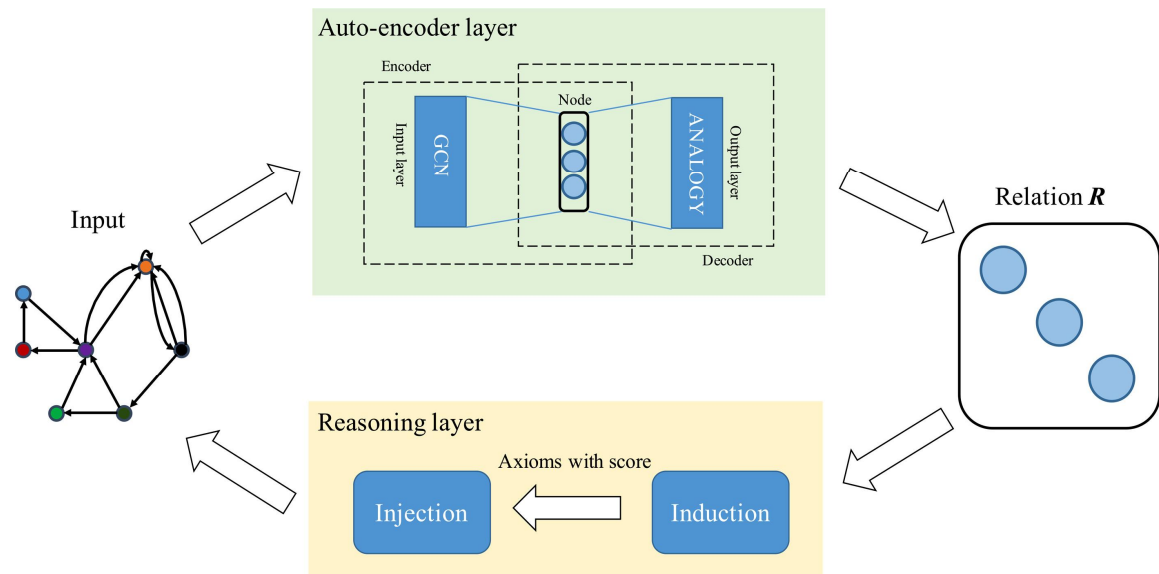 Auto-encoder layer
Encoder
Node
Input layer
GCN
ANALOGY
Output layer
Decoder
Input
Relation R
Reasoning layer
Axioms with score
Injection
Induction